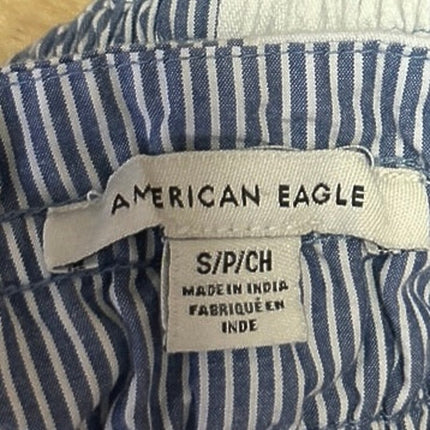 AMERICAN EAGLE
S/P/CH
MADE IN INDIA
FABRIQUÉ EN
INDE